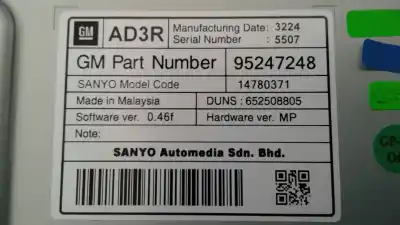 GM
AD3R
Manufacturing Date: 3224
Serial Number : 5507
GM Part Number 95247248
SANYO Model Code 14780371
Made in Malaysia DUNS : 652508805
Software ver. 0.46f Hardware ver. MP
Note:
SANYO Automedia Sdn. Bhd.